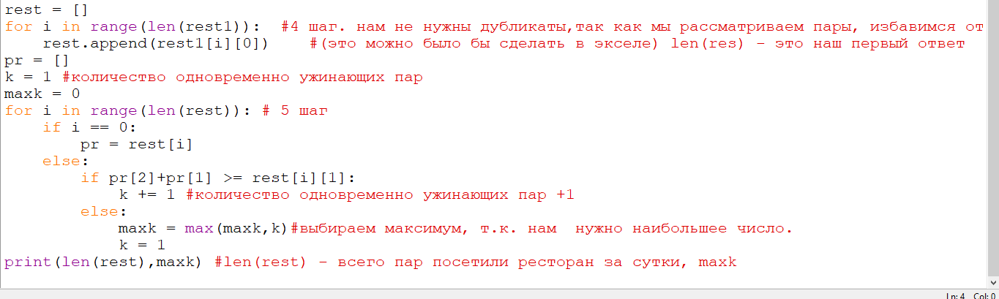 rest = []
for i in range(len(rest1)):  #4 шаг. нам не нужны дубликаты,так как мы рассматриваем пары, избавимся от
    rest.append(rest1[i][0])    #(это можно было бы сделать в экселе) len(res) - это наш первый ответ
pr = []
k = 1 #количество одновременно ужинающих пар
maxk = 0
for i in range(len(rest)): # 5 шаг
    if i == 0:
        pr = rest[i]
    else:
        if pr[2]+pr[1] >= rest[i][1]:
            k += 1 #количество одновременно ужинающих пар +1
        else:
            maxk = max(maxk,k)#выбираем максимум, т.к. нам  нужно наибольшее число.
            k = 1
print(len(rest),maxk) #len(rest) - всего пар посетили ресторан за сутки, maxk
Ln: 4 Col: 0